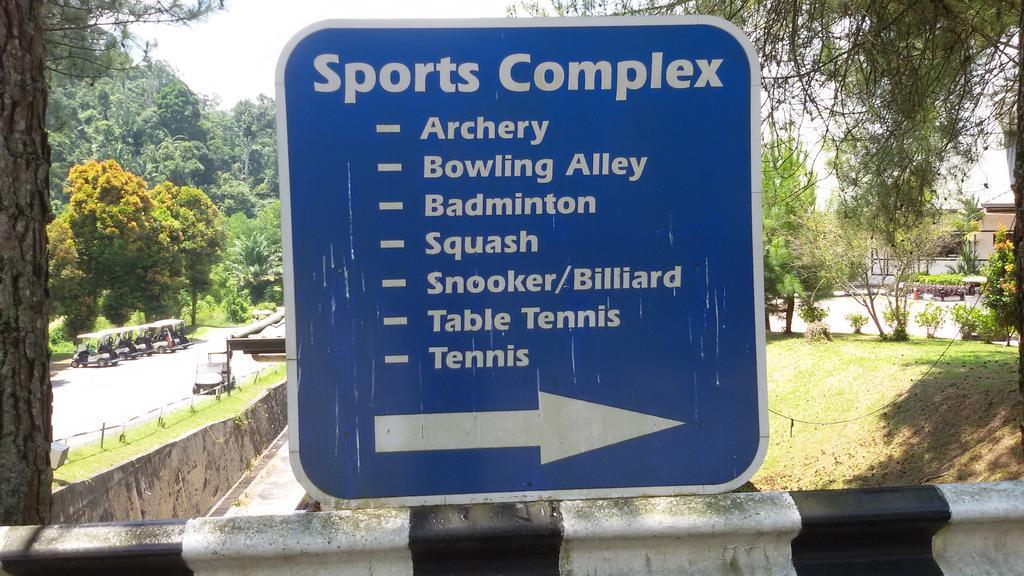 Sports Complex
– Archery
– Bowling Alley
– Badminton
– Squash
– Snooker/Billiard
– Table Tennis
– Tennis